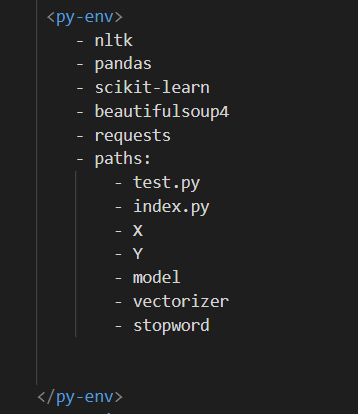 <py-env>
- nltk
- pandas
- scikit-learn
- beautifulsoup4
- requests
- paths:
- test.py
- index.py
- X
- Y
- model
- vectorizer
- stopword
</py-env>